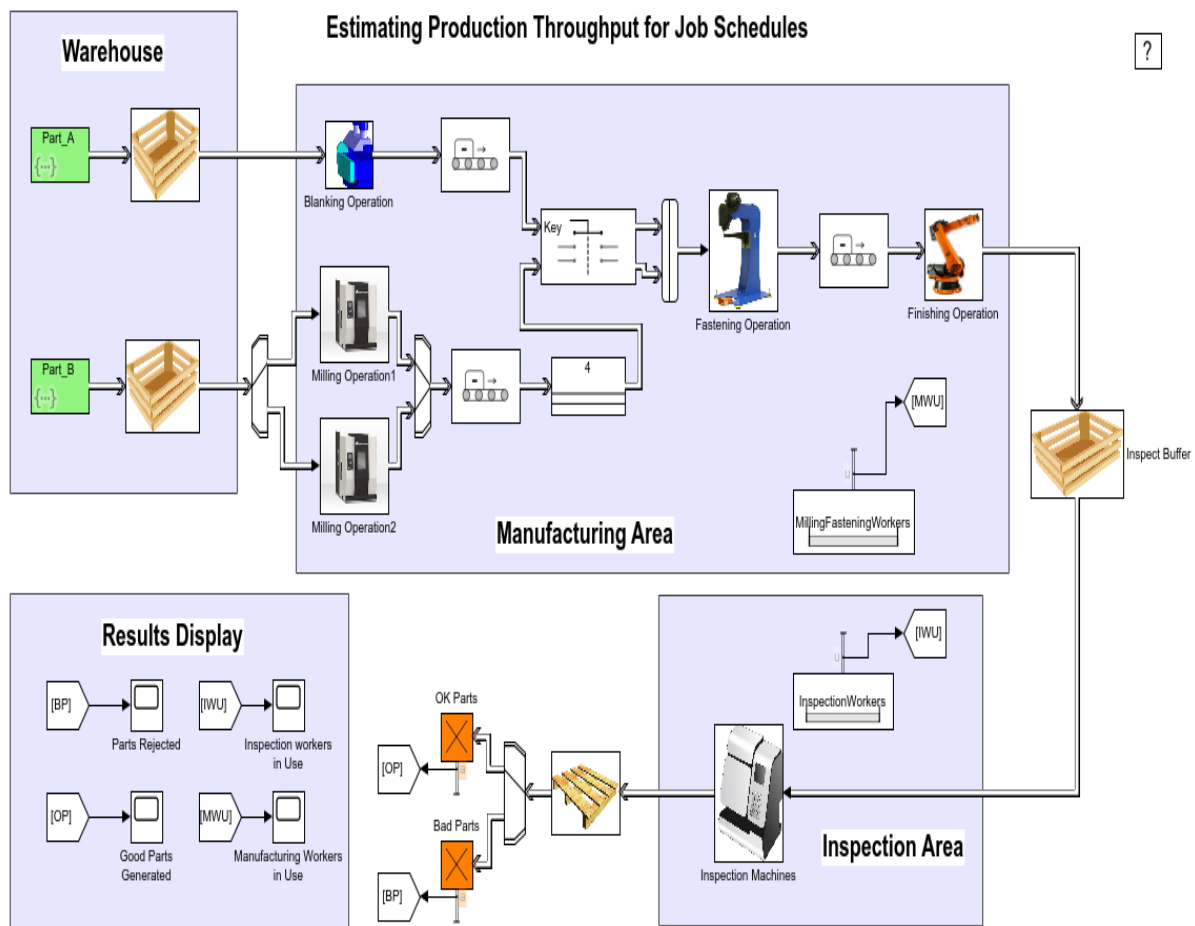 Estimating Production Throughput for Job Schedules
?
Warehouse
Part_A
{...}
Blanking Operation
Key
Fastening Operation
Finishing Operation
Part_B
{...}
Milling Operation1
4
Milling Operation2
[MWU]
MillingFasteningWorkers
U
Manufacturing Area
Inspect Buffer
Results Display
[BP]
Parts Rejected
[IWU]
Inspection workers
in Use
[OP]
Good Parts
Generated
[MWU]
Manufacturing Workers
in Use
OK Parts
[OP]
a
Bad Parts
[BP]
a
[IWU]
U
InspectionWorkers
Inspection Machines
Inspection Area